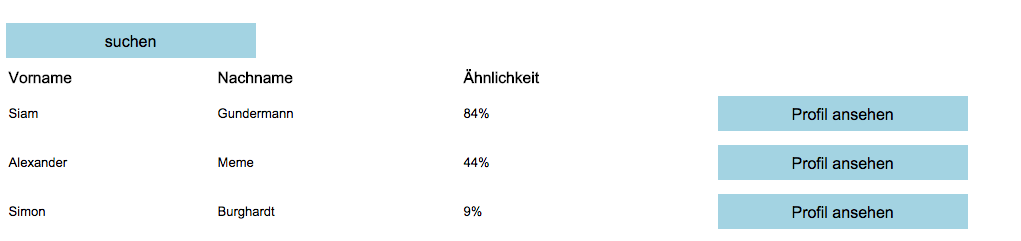 suchen
Vorname Nachname Ähnlichkeit
Siam Gundermann 84% Profil ansehen
Alexander Meme 44% Profil ansehen
Simon Burghardt 9% Profil ansehen